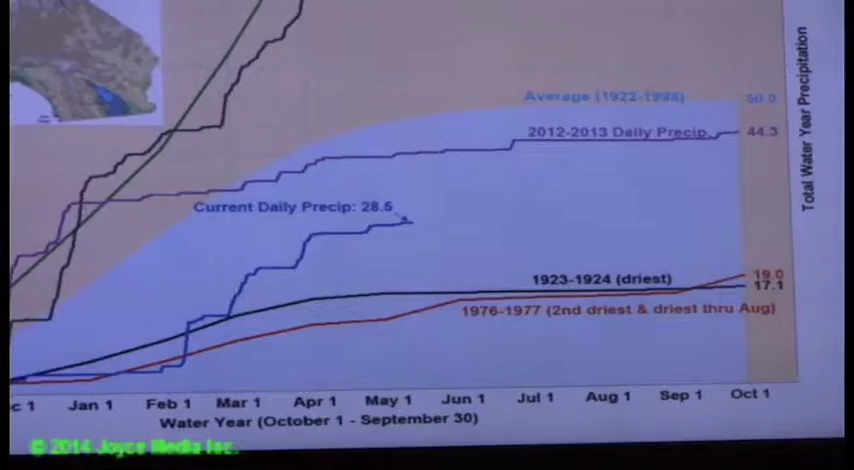 Average (1922-1998)
50.0
2012-2013 Daily Precip.
44.3
Current Daily Precip: 28.5
1923-1924 (driest)
19.0
17.1
1976-1977 (2nd driest & driest thru Aug)
c 1
Jan 1
Feb 1
Mar 1
Apr 1
May 1
Jun 1
Jul 1
Aug 1
Sep 1
Oct 1
Water Year (October 1 - September 30)
Total Water Year Precipitation
© 2014 Joyce Media Inc.